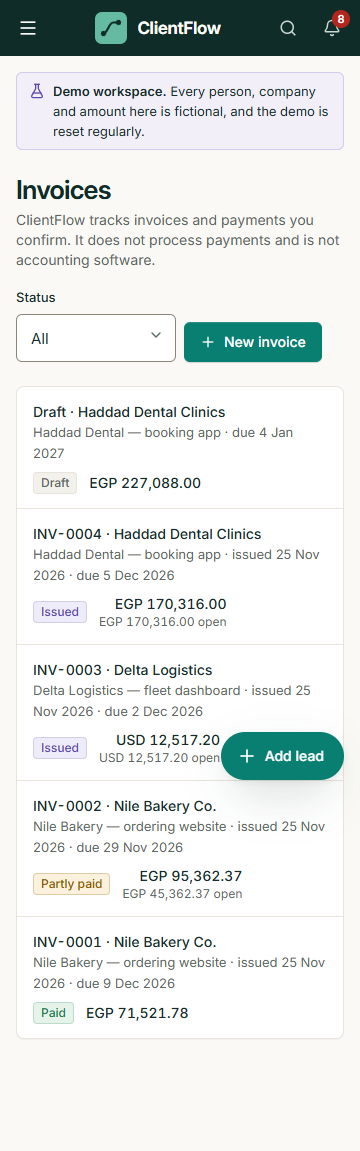 ClientFlow
8
Demo workspace. Every person, company
and amount here is fictional, and the demo is
reset regularly.
Invoices
ClientFlow tracks invoices and payments you
confirm. It does not process payments and is not
accounting software.
Status
All
New invoice
Draft · Haddad Dental Clinics
Haddad Dental — booking app · due 4 Jan
2027
Draft EGP 227,088.00
INV-0004 · Haddad Dental Clinics
Haddad Dental — booking app · issued 25 Nov
2026 · due 5 Dec 2026
Issued EGP 170,316.00
EGP 170,316.00 open
INV-0003 · Delta Logistics
Delta Logistics — fleet dashboard · issued 25
Nov 2026 · due 2 Dec 2026
Issued USD 12,517.20
USD 12,517.20 open
Add lead
INV-0002 · Nile Bakery Co.
Nile Bakery — ordering website · issued 25 Nov
2026 · due 29 Nov 2026
Partly paid EGP 95,362.37
EGP 45,362.37 open
INV-0001 · Nile Bakery Co.
Nile Bakery — ordering website · issued 25 Nov
2026 · due 9 Dec 2026
Paid EGP 71,521.78